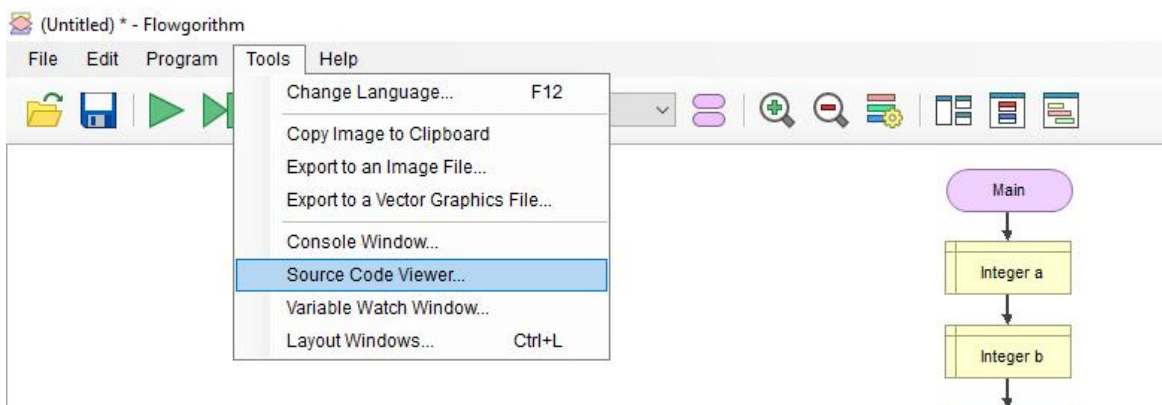 (Untitled) * - Flowgorithm
File Edit Program Tools Help
Change Language... F12
Copy Image to Clipboard
Export to an Image File...
Export to a Vector Graphics File...
Console Window...
Source Code Viewer...
Variable Watch Window...
Layout Windows... Ctrl+L
Main
Integer a
Integer b